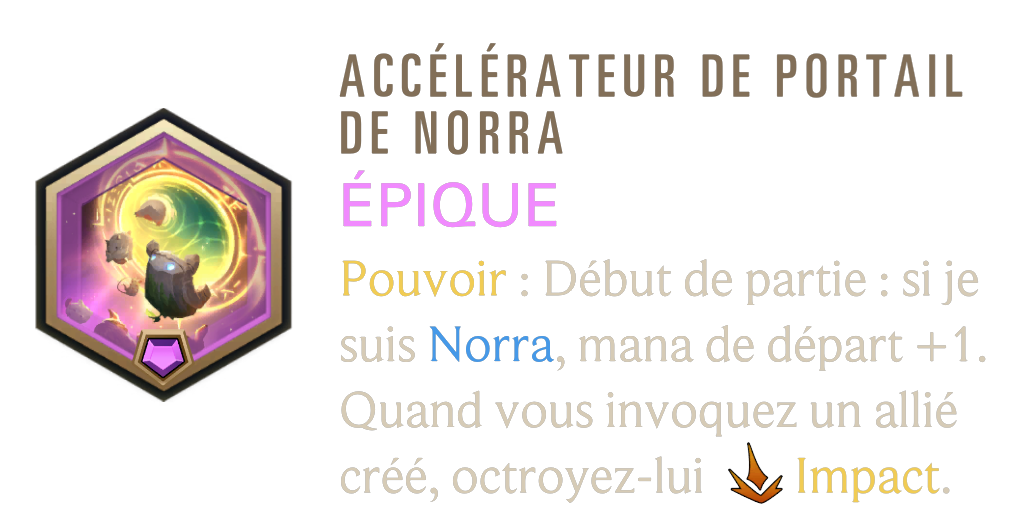 ACCÉLÉRATEUR DE PORTAIL
DE NORRA
ÉPIQUE
Pouvoir : Début de partie : si je
suis Norra, mana de départ +1.
Quand vous invoquez un allié
créé, octroyez-lui Impact.